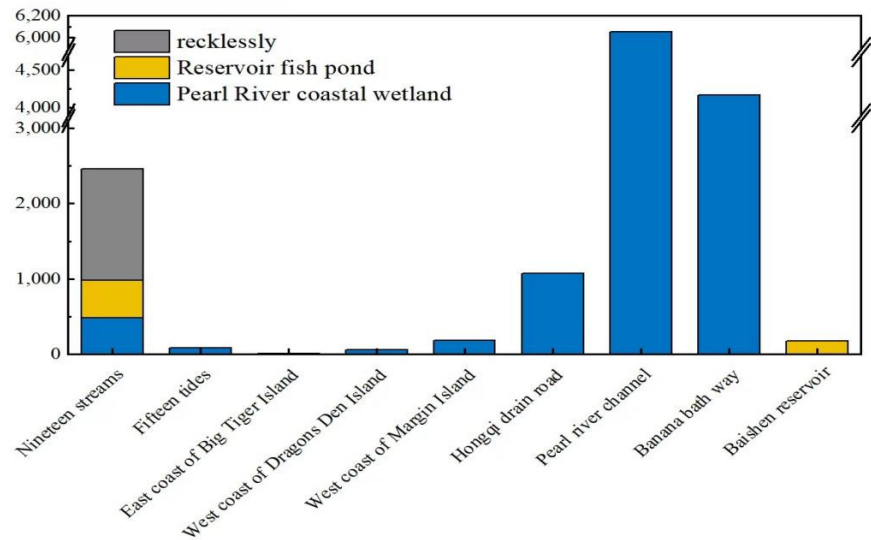 6,200
6,000
4,500
4,000
3,000
2,000
1,000
0
recklessly
Reservoir fish pond
Pearl River coastal wetland
Nineteen streams
Fifteen tides
East coast of Big Tiger Island
West coast of Dragons Den Island
West coast of Margin Island
Hongqi drain road
Pearl river channel
Banana bath way
Baishen reservoir